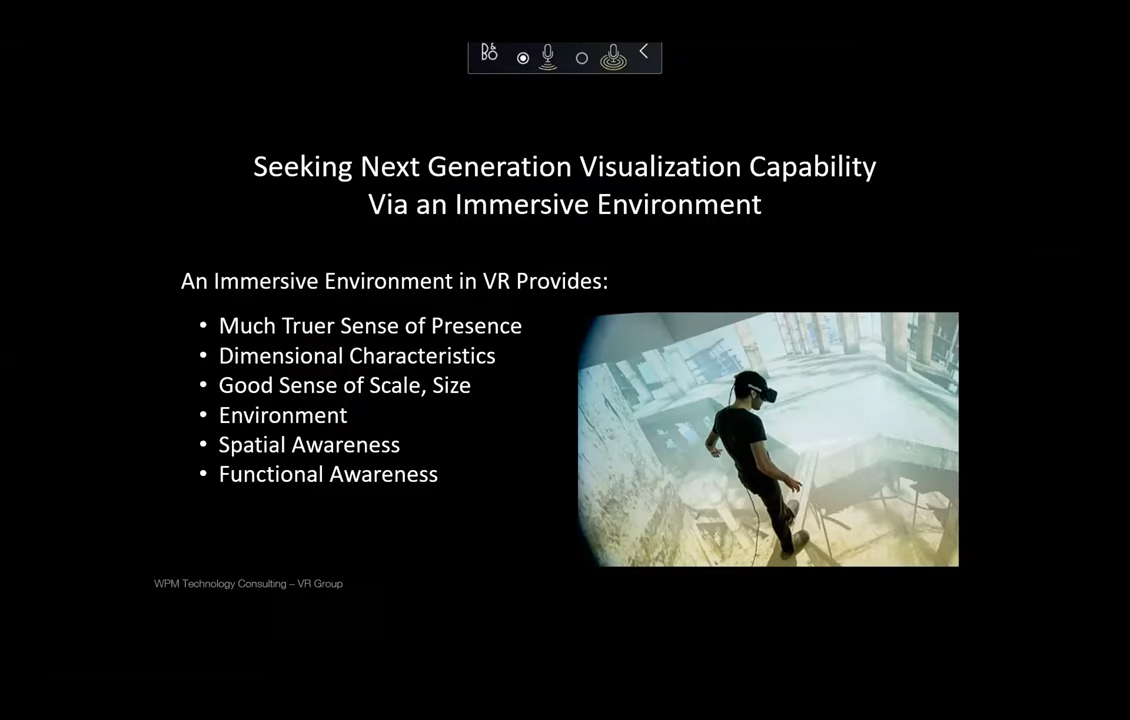 B&O
Seeking Next Generation Visualization Capability
Via an Immersive Environment
An Immersive Environment in VR Provides:
• Much Truer Sense of Presence
• Dimensional Characteristics
• Good Sense of Scale, Size
• Environment
• Spatial Awareness
• Functional Awareness
WPM Technology Consulting – VR Group